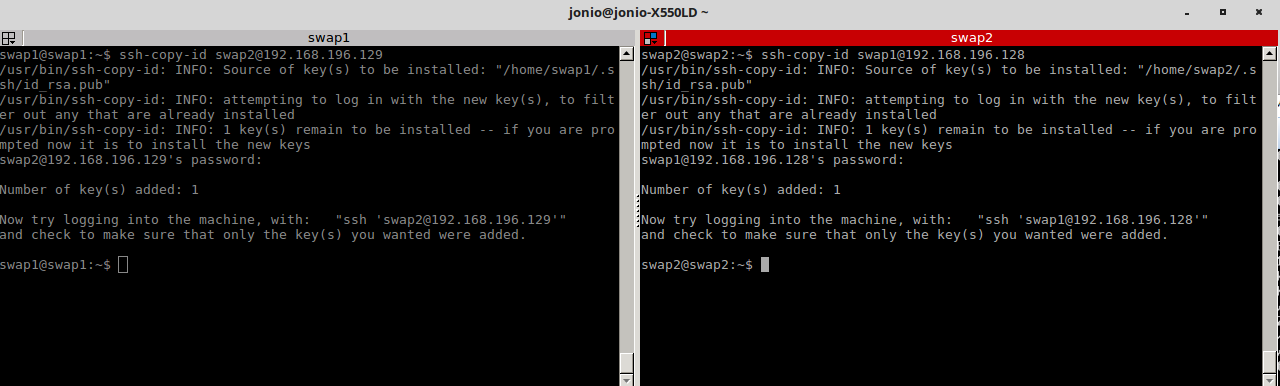 jonio@jonio-X550LD ~
swap1
swap1@swap1:~$ ssh-copy-id swap2@192.168.196.129
/usr/bin/ssh-copy-id: INFO: Source of key(s) to be installed: "/home/swap1/.s
sh/id_rsa.pub"
/usr/bin/ssh-copy-id: INFO: attempting to log in with the new key(s), to filt
er out any that are already installed
/usr/bin/ssh-copy-id: INFO: 1 key(s) remain to be installed -- if you are pro
mpted now it is to install the new keys
swap2@192.168.196.129's password:
Number of key(s) added: 1
Now try logging into the machine, with:   "ssh 'swap2@192.168.196.129'"
and check to make sure that only the key(s) you wanted were added.
swap1@swap1:~$
swap2
swap2@swap2:~$ ssh-copy-id swap1@192.168.196.128
/usr/bin/ssh-copy-id: INFO: Source of key(s) to be installed: "/home/swap2/.s
sh/id_rsa.pub"
/usr/bin/ssh-copy-id: INFO: attempting to log in with the new key(s), to filt
er out any that are already installed
/usr/bin/ssh-copy-id: INFO: 1 key(s) remain to be installed -- if you are pro
mpted now it is to install the new keys
swap1@192.168.196.128's password:
Number of key(s) added: 1
Now try logging into the machine, with:   "ssh 'swap1@192.168.196.128'"
and check to make sure that only the key(s) you wanted were added.
swap2@swap2:~$